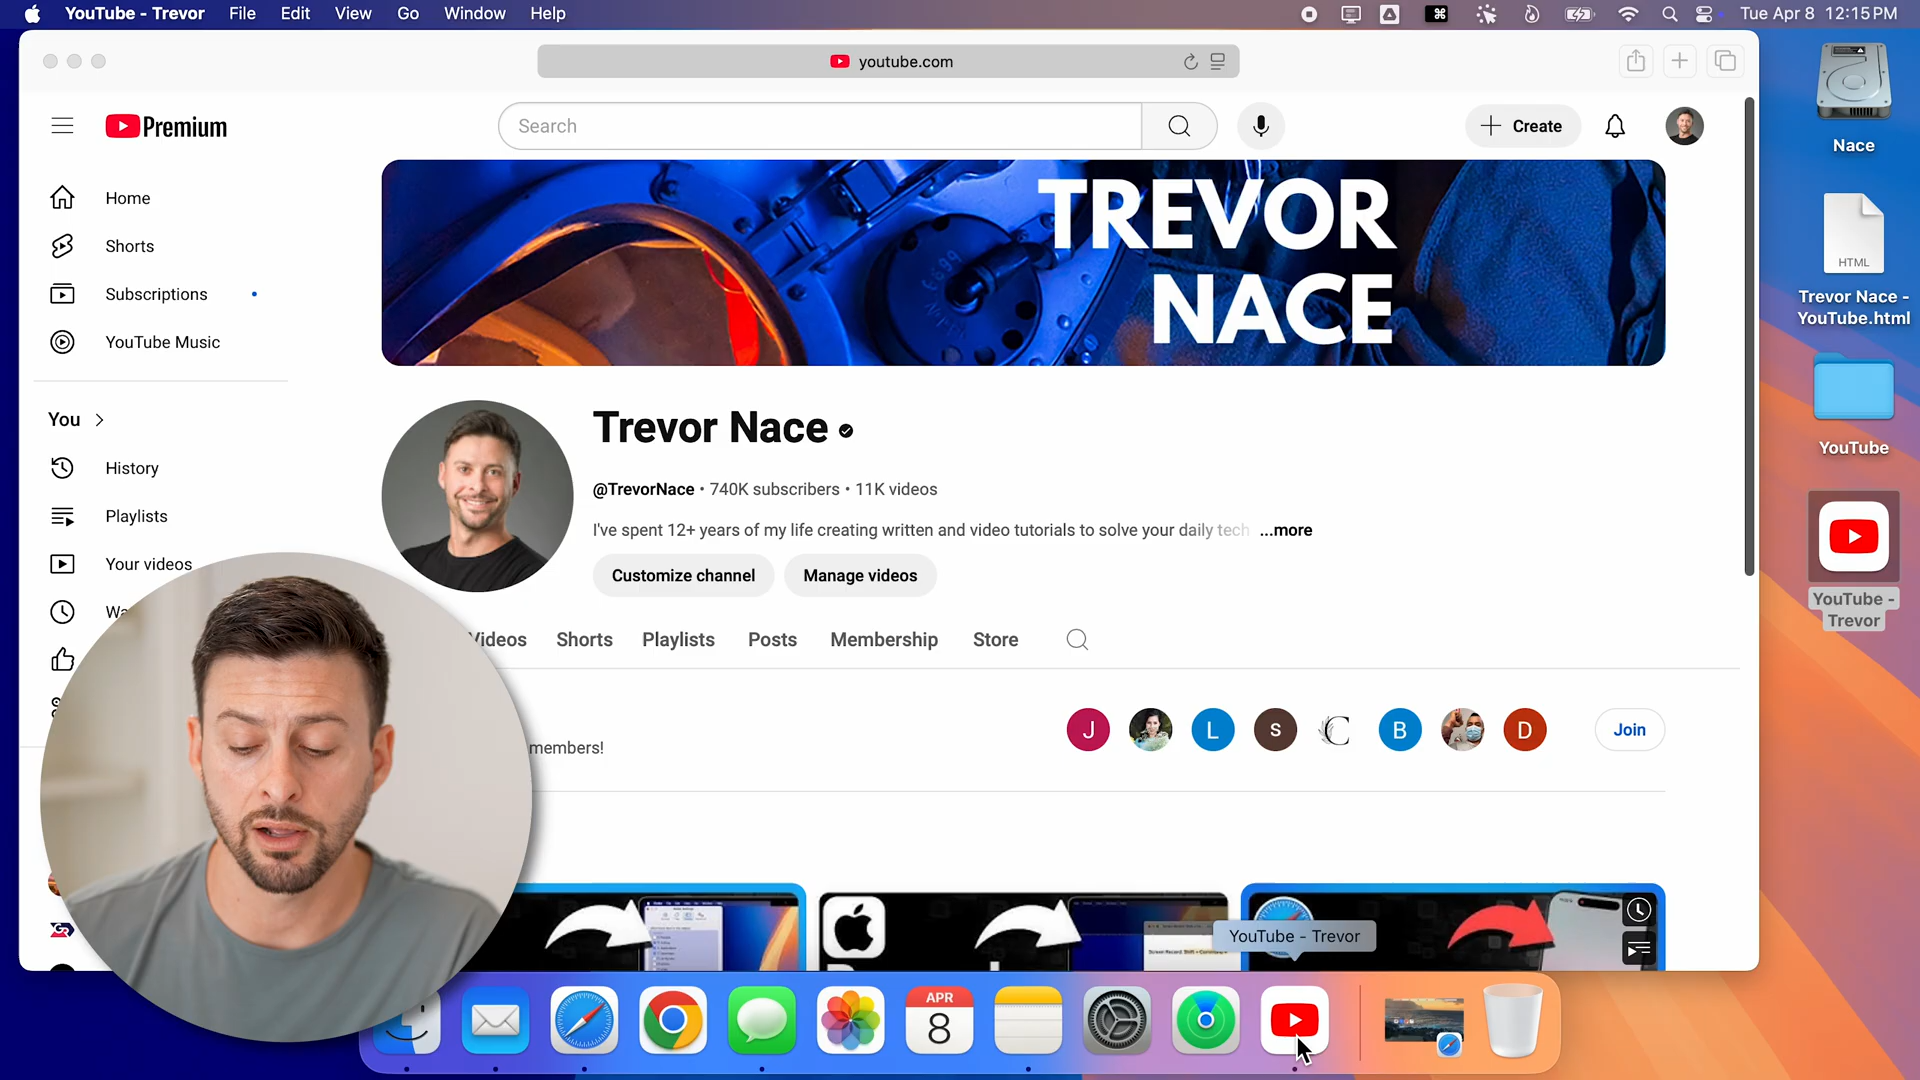 YouTube - Trevor File Edit View Go Window Help
Tue Apr 8 12:15 PM
youtube.com
Premium
Search
Create
Home
Shorts
Subscriptions
YouTube Music
You
History
Playlists
Your videos
TREVOR
NACE
Trevor Nace
@TrevorNace • 740K subscribers • 11K videos
I've spent 12+ years of my life creating written and video tutorials to solve your daily tech ...more
Customize channel
Manage videos
Videos Shorts Playlists Posts Membership Store
members!
J
L
S
C
B
D
Join
YouTube - Trevor
APR
8
Nace
HTML
Trevor Nace -
YouTube.html
YouTube
YouTube -
Trevor